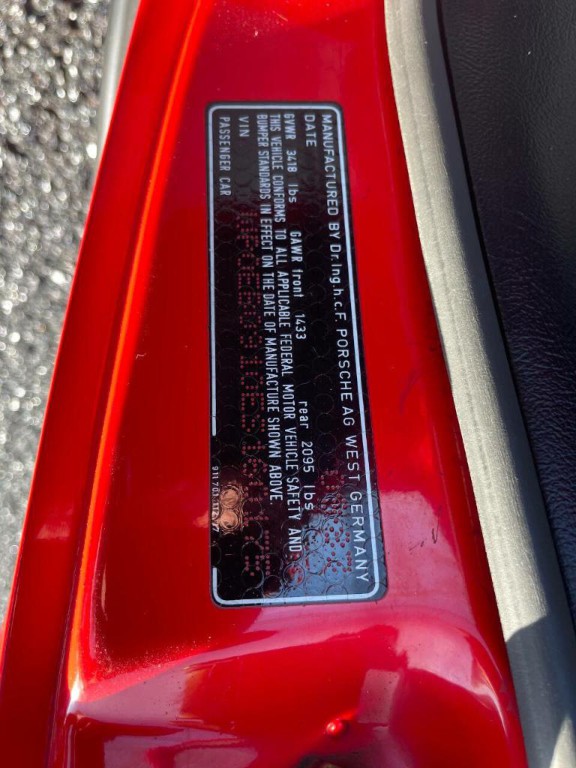 MANUFACTURED BY Dr.Ing.h.c.F. PORSCHE AG WEST GERMANY
DATE
GVWR 3418 lbs GAWR front 1433 rear 2095 lbs
THIS VEHICLE CONFORMS TO ALL APPLICABLE FEDERAL MOTOR VEHICLE SAFETY AND
BUMPER STANDARDS IN EFFECT ON THE DATE OF MANUFACTURE SHOWN ABOVE.
VIN
PASSENGER CAR